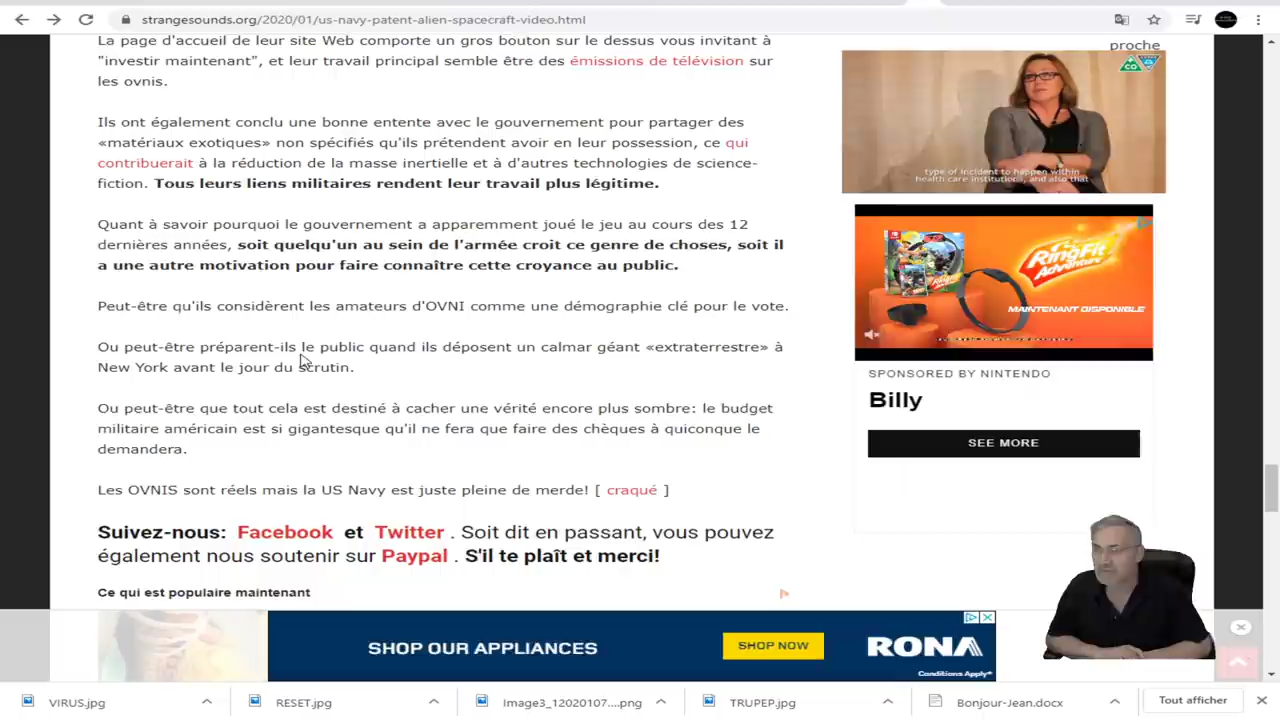 strangesounds.org/2020/01/us-navy-patent-alien-spacecraft-video.html
La page d'accueil de leur site Web comporte un gros bouton sur le dessus vous invitant à
"investir maintenant", et leur travail principal semble être des émissions de télévision sur
les ovnis.
Ils ont également conclu une bonne entente avec le gouvernement pour partager des
«matériaux exotiques» non spécifiés qu'ils prétendent avoir en leur possession, ce qui
contribuerait à la réduction de la masse inertielle et à d'autres technologies de science-
fiction. Tous leurs liens militaires rendent leur travail plus légitime.
Quant à savoir pourquoi le gouvernement a apparemment joué le jeu au cours des 12
dernières années, soit quelqu'un au sein de l'armée croit ce genre de choses, soit il
a une autre motivation pour faire connaître cette croyance au public.
Peut-être qu'ils considèrent les amateurs d'OVNI comme une démographie clé pour le vote.
Ou peut-être préparent-ils le public quand ils déposent un calmar géant «extraterrestre» à
New York avant le jour du scrutin.
Ou peut-être que tout cela est destiné à cacher une vérité encore plus sombre: le budget
militaire américain est si gigantesque qu'il ne fera que faire des chèques à quiconque le
demandera.
Les OVNIS sont réels mais la US Navy est juste pleine de merde! [ craqué ]
Suivez-nous: Facebook et Twitter . Soit dit en passant, vous pouvez
également nous soutenir sur Paypal . S'il te plaît et merci!
Ce qui est populaire maintenant
proche
CO
type of incident to happen within
health care institutions, and also that
RingFit
Adventure
MAINTENANT DISPONIBLE
SPONSORED BY NINTENDO
Billy
SEE MORE
SHOP OUR APPLIANCES
SHOP NOW
RONA
Conditions Apply*
VIRUS.jpg
RESET.jpg
Image3_12020107....png
TRUPEP.jpg
Bonjour-Jean.docx
Tout afficher